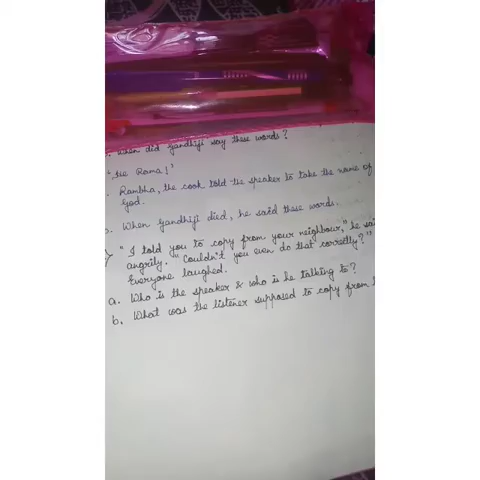 When did Gandhiji say these words?
"Hie Rama!"
Rambha, the cook told the speaker to take the name of
God.
b. When Gandhiji died, he said these words.
"I told you to copy from your neighbour," he
angrily. "Couldn't you even do that correctly?"
Everyone laughed.
a. Who is the speaker & who is he talking to?
b. What was the listener supposed to copy from